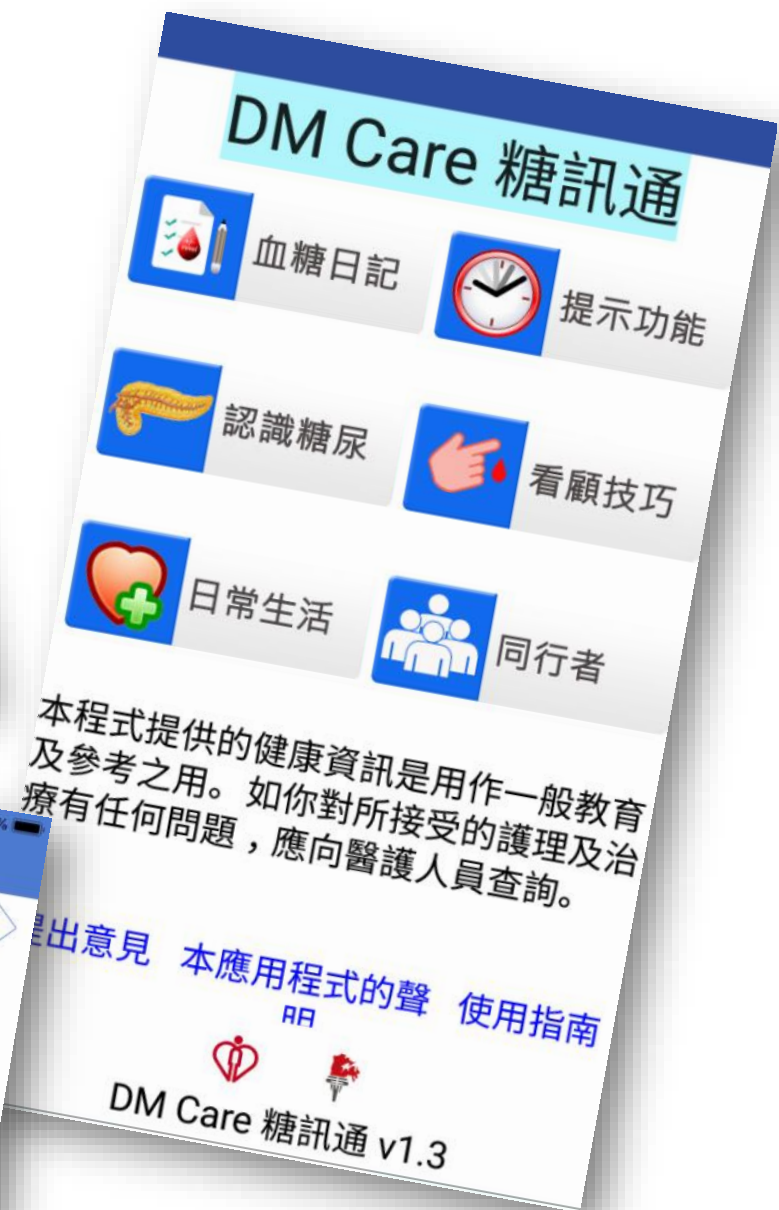 DM Care 糖訊通
血糖日記
提示功能
認識糖尿
看顧技巧
日常生活
同行者
本程式提供的健康資訊是用作一般教育
及參考之用。如你對所接受的護理及治
療有任何問題，應向醫護人員查詢。
出意見 本應用程式的聲 使用指南
DM Care 糖訊通 v1.3